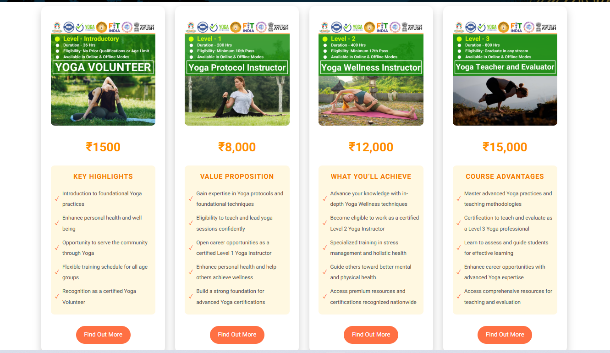 Level - Introductory
Duration - 36 Hrs
Eligibility- No Prior Qualifications or Age Limit
Available in Online & Offline Modes
YOGA VOLUNTEER
₹1500
KEY HIGHLIGHTS
Introduction to foundational Yoga
practices
Enhance personal health and well
being
Opportunity to serve the community
through Yoga
Flexible training schedule for all age
groups
Recognition as a certified Yoga
Volunteer
Find Out More
FIT
INDIA
Level - 1
Duration - 200 Hrs
Eligibility- Minimum 10th Pass
Available in Online & Offline Modes
Yoga Protocol Instructor
₹8,000
VALUE PROPOSITION
Gain expertise in Yoga protocols and
foundational techniques
Eligibility to teach and lead yoga
sessions confidently
Open career opportunities as a
certified Level 1 Yoga Instructor
Enhance personal health and help
others achieve wellness
Build a strong foundation for
advanced Yoga certifications
Find Out More
FIT
INDIA
Level - 2
Duration - 400 Hrs
Eligibility- Minimum 12th Pass
Available in Online & Offline Modes
Yoga Wellness Instructor
₹12,000
WHAT YOU'LL ACHIEVE
Advance your knowledge with in-
depth Yoga Wellness techniques
Become eligible to work as a certified
Level 2 Yoga Instructor
Specialized training in stress
management and holistic health
Guide others toward better mental
and physical health
Access premium resources and
certifications recognized nationwide
Find Out More
FIT
INDIA
Level - 3
Duration - 800 Hrs
Eligibility- Graduate in any stream
Available in Online & Offline Modes
Yoga Teacher and Evaluator
₹15,000
COURSE ADVANTAGES
Master advanced Yoga practices and
teaching methodologies
Certification to teach and evaluate as
a Level 3 Yoga professional
Learn to assess and guide students
for effective learning
Enhance career opportunities with
advanced Yoga expertise
Access comprehensive resources for
teaching and evaluation
Find Out More